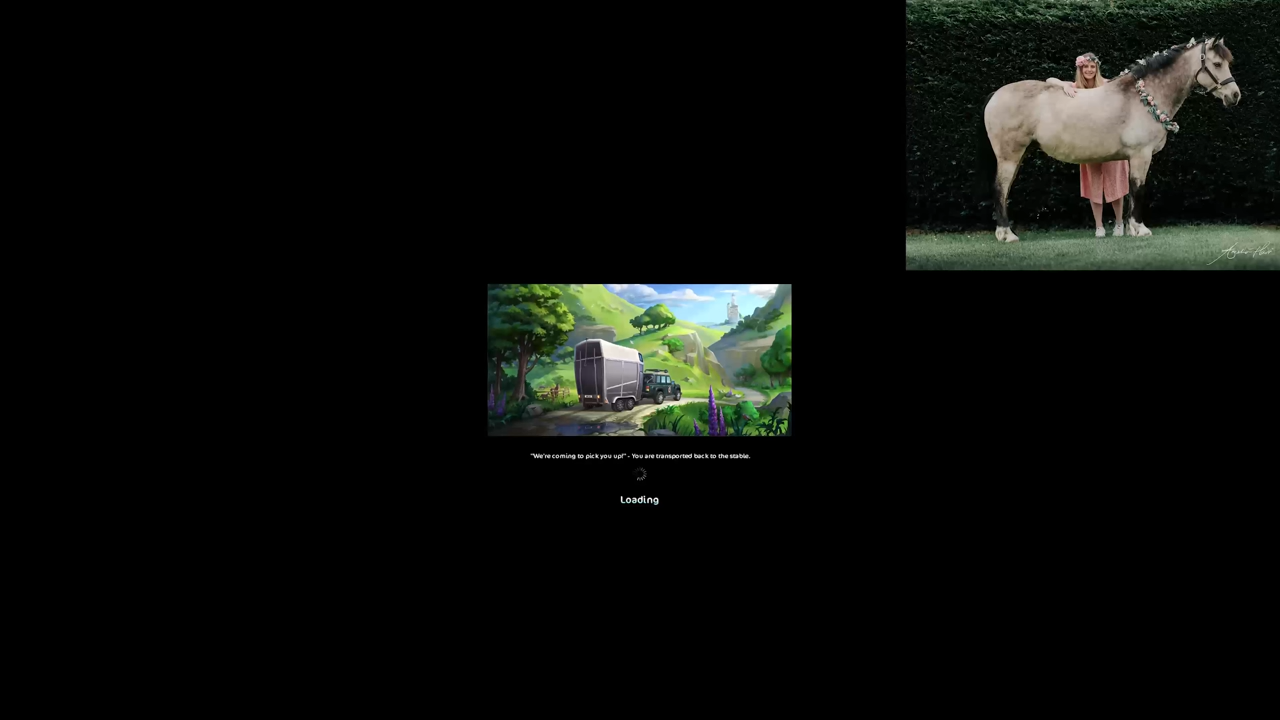 "We're coming to pick you up!" - You are transported back to the stable.
Loading